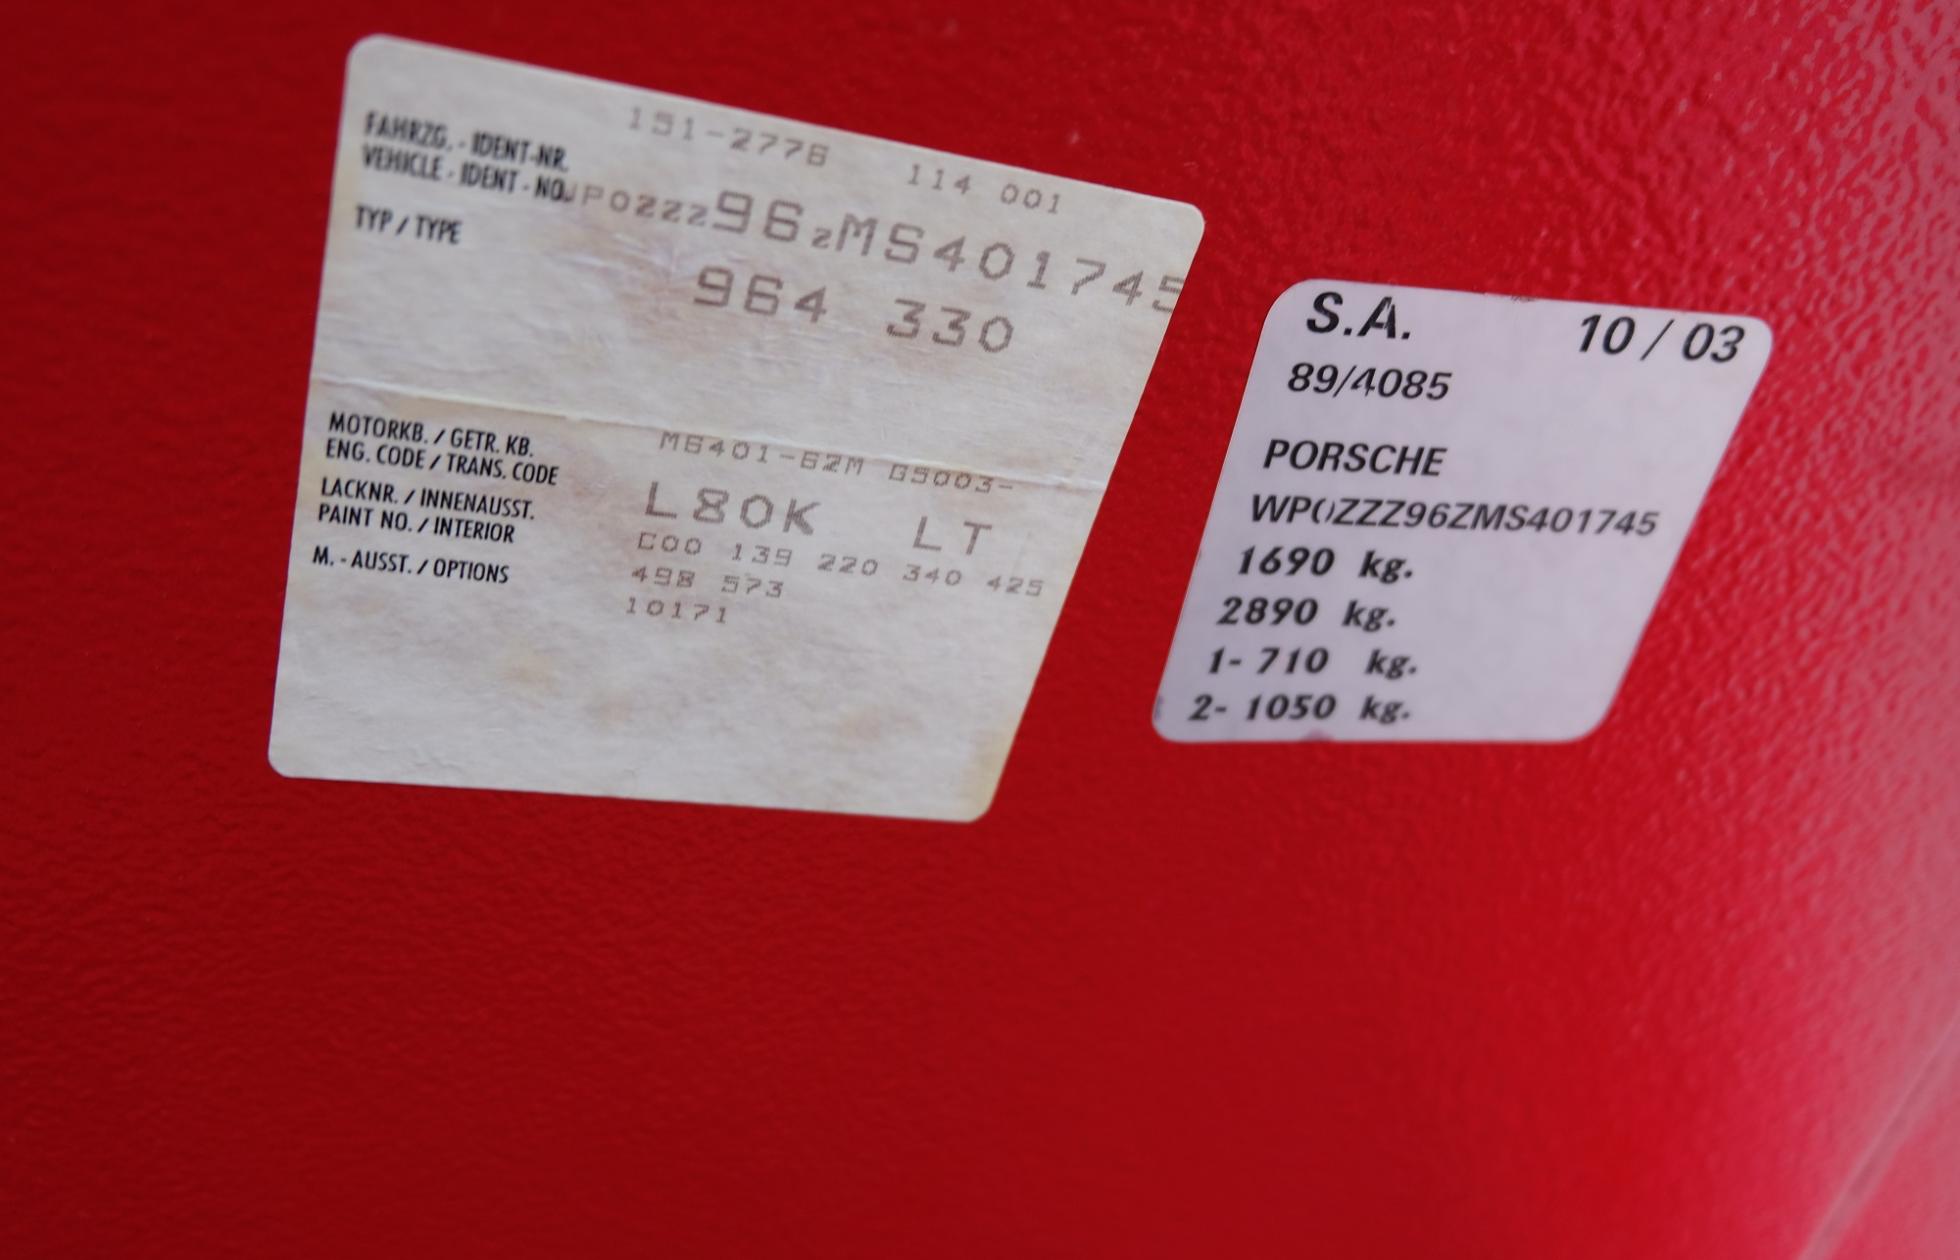 151-2776 114 001
FAHRZG. - IDENT-NR.
VEHICLE - IDENT - NO. WP0ZZZ96ZMS401745
TYP / TYPE 964 330
MOTORKB. / GETR. KB.
ENG. CODE / TRANS. CODE M6401-62M G5003-
LACKNR. / INNENAUSST.
PAINT NO. / INTERIOR L80K LT
M. - AUSST. / OPTIONS C00 139 220 340 425
498 573
10171
S.A. 10 / 03
89/4085
PORSCHE
WP0ZZZ96ZMS401745
1690 kg.
2890 kg.
1- 710 kg.
2- 1050 kg.